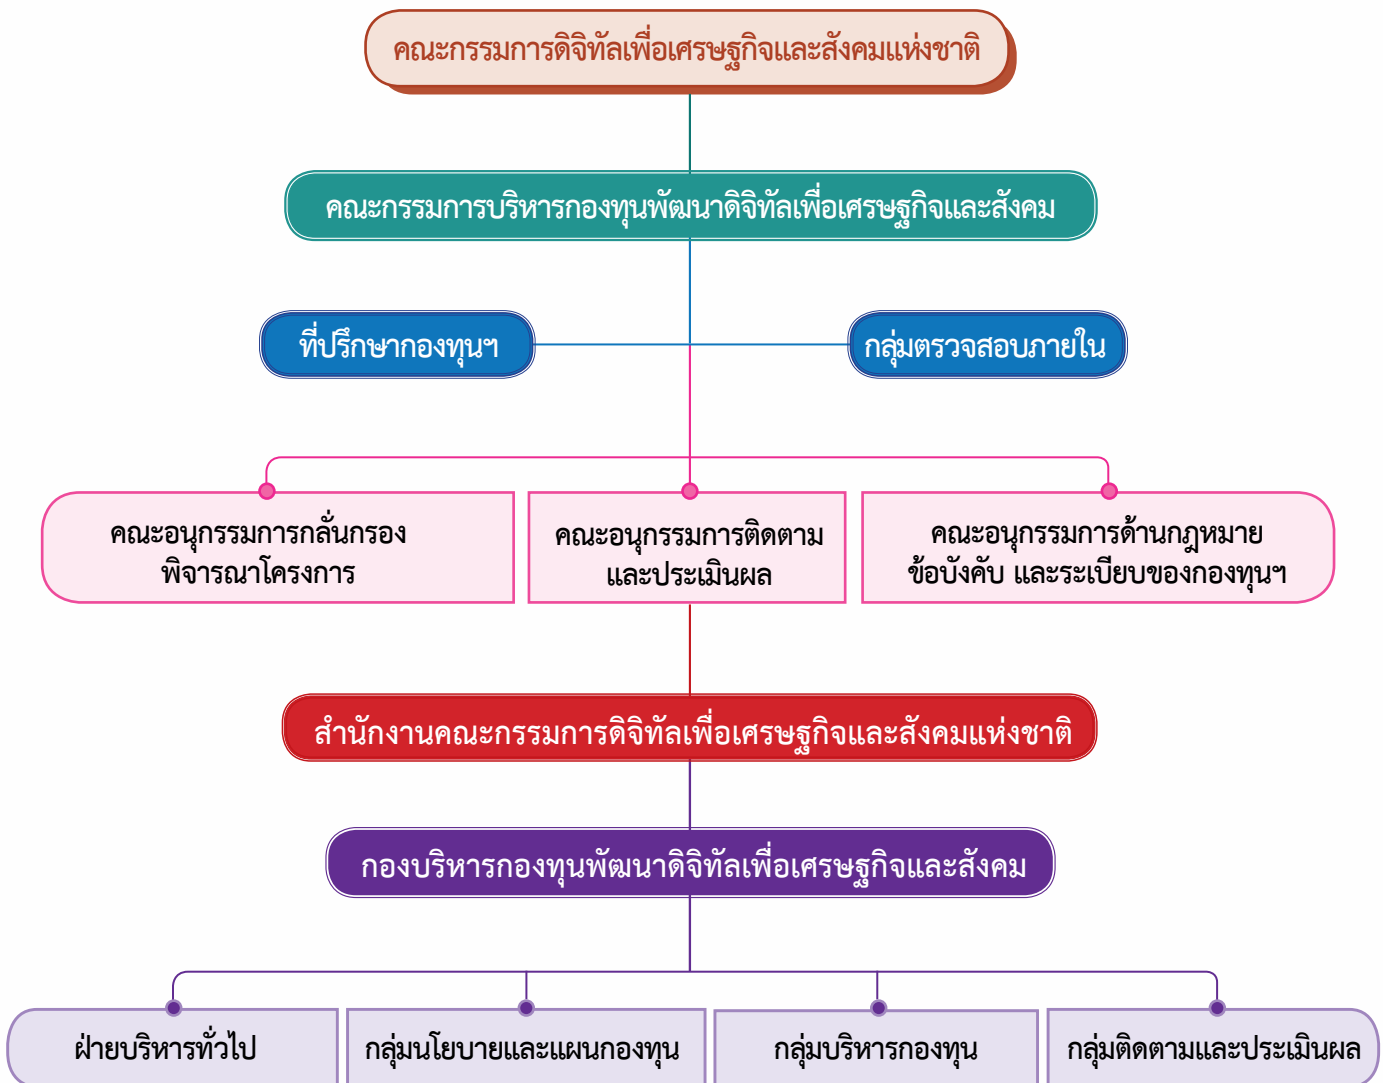 คณะกรรมการดิจิทัลเพื่อเศรษฐกิจและสังคมแห่งชาติ
คณะกรรมการบริหารกองทุนพัฒนาดิจิทัลเพื่อเศรษฐกิจและสังคม
ที่ปรึกษากองทุนฯ
กลุ่มตรวจสอบภายใน
คณะอนุกรรมการกลั่นกรอง
พิจารณาโครงการ
คณะอนุกรรมการติดตาม
และประเมินผล
คณะอนุกรรมการด้านกฎหมาย
ข้อบังคับ และระเบียบของกองทุนฯ
สำนักงานคณะกรรมการดิจิทัลเพื่อเศรษฐกิจและสังคมแห่งชาติ
กองบริหารกองทุนพัฒนาดิจิทัลเพื่อเศรษฐกิจและสังคม
ฝ่ายบริหารทั่วไป
กลุ่มนโยบายและแผนกองทุน
กลุ่มบริหารกองทุน
กลุ่มติดตามและประเมินผล